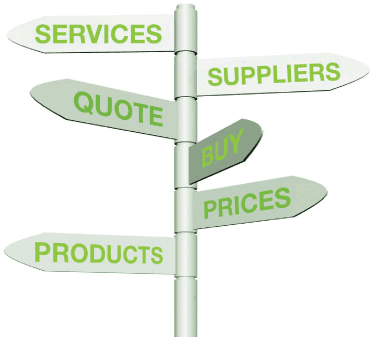 SERVICES
SUPPLIERS
QUOTE
BUY
PRICES
PRODUCTS